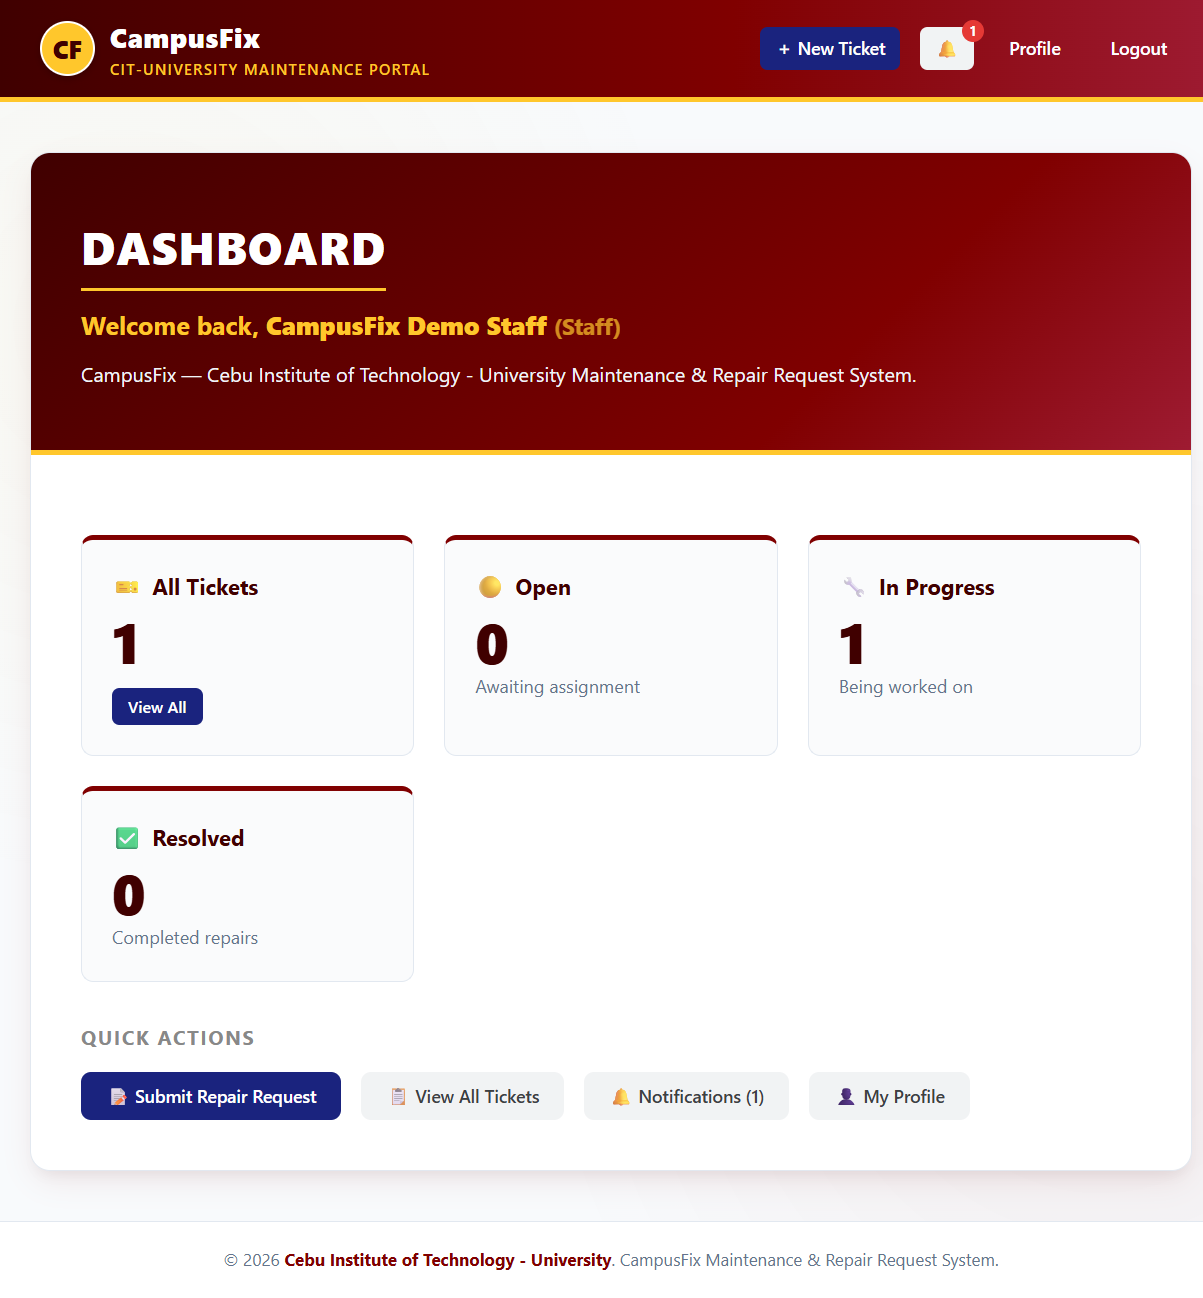 CF
CampusFix
CIT-UNIVERSITY MAINTENANCE PORTAL
+ New Ticket
1
Profile
Logout
DASHBOARD
Welcome back, CampusFix Demo Staff (Staff)
CampusFix — Cebu Institute of Technology - University Maintenance & Repair Request System.
All Tickets
1
View All
Open
0
Awaiting assignment
In Progress
1
Being worked on
Resolved
0
Completed repairs
QUICK ACTIONS
Submit Repair Request
View All Tickets
Notifications (1)
My Profile
© 2026 Cebu Institute of Technology - University. CampusFix Maintenance & Repair Request System.